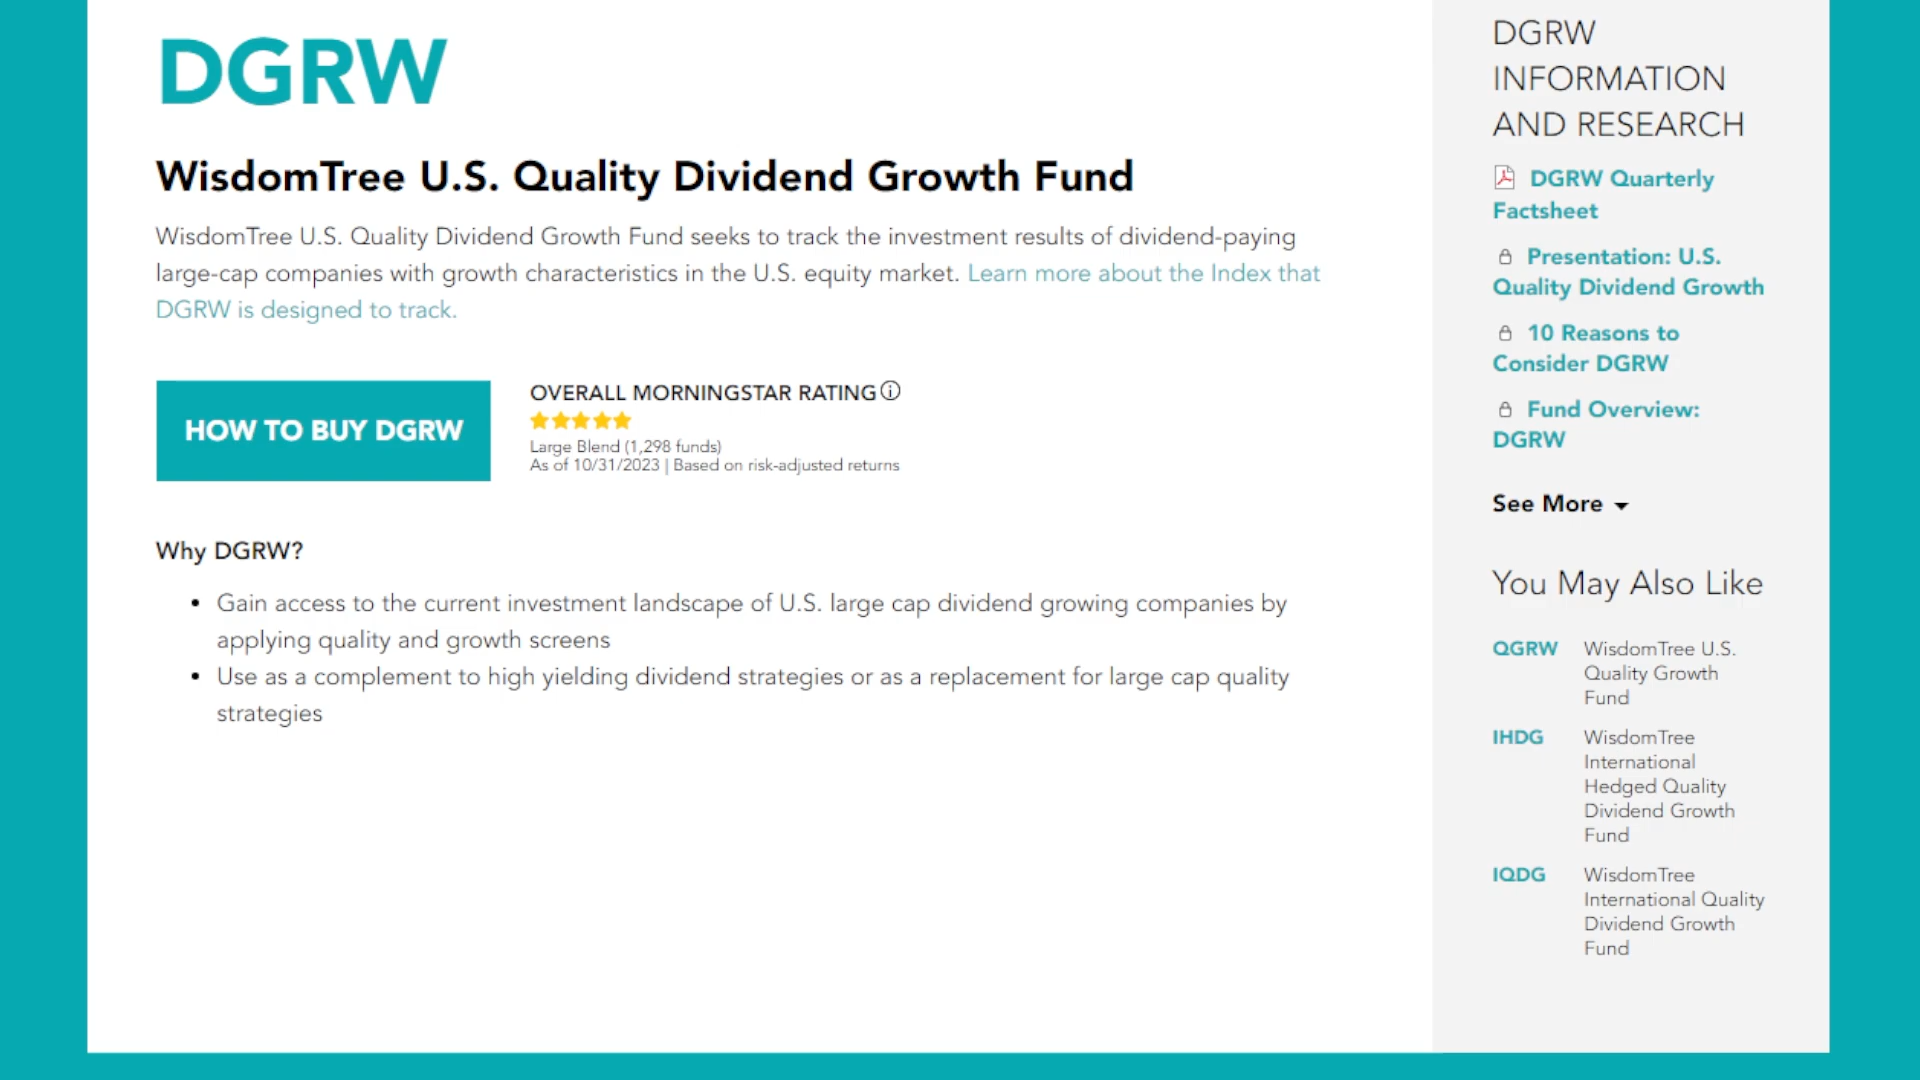 DGRW
WisdomTree U.S. Quality Dividend Growth Fund
WisdomTree U.S. Quality Dividend Growth Fund seeks to track the investment results of dividend-paying
large-cap companies with growth characteristics in the U.S. equity market. Learn more about the Index that
DGRW is designed to track.
HOW TO BUY DGRW
OVERALL MORNINGSTAR RATING
Large Blend (1,298 funds)
As of 10/31/2023 | Based on risk-adjusted returns
Why DGRW?
• Gain access to the current investment landscape of U.S. large cap dividend growing companies by
applying quality and growth screens
• Use as a complement to high yielding dividend strategies or as a replacement for large cap quality
strategies
DGRW
INFORMATION
AND RESEARCH
DGRW Quarterly
Factsheet
Presentation: U.S.
Quality Dividend Growth
10 Reasons to
Consider DGRW
Fund Overview:
DGRW
See More
You May Also Like
QGRW WisdomTree U.S.
Quality Growth
Fund
IHDG WisdomTree
International
Hedged Quality
Dividend Growth
Fund
IQDG WisdomTree
International Quality
Dividend Growth
Fund